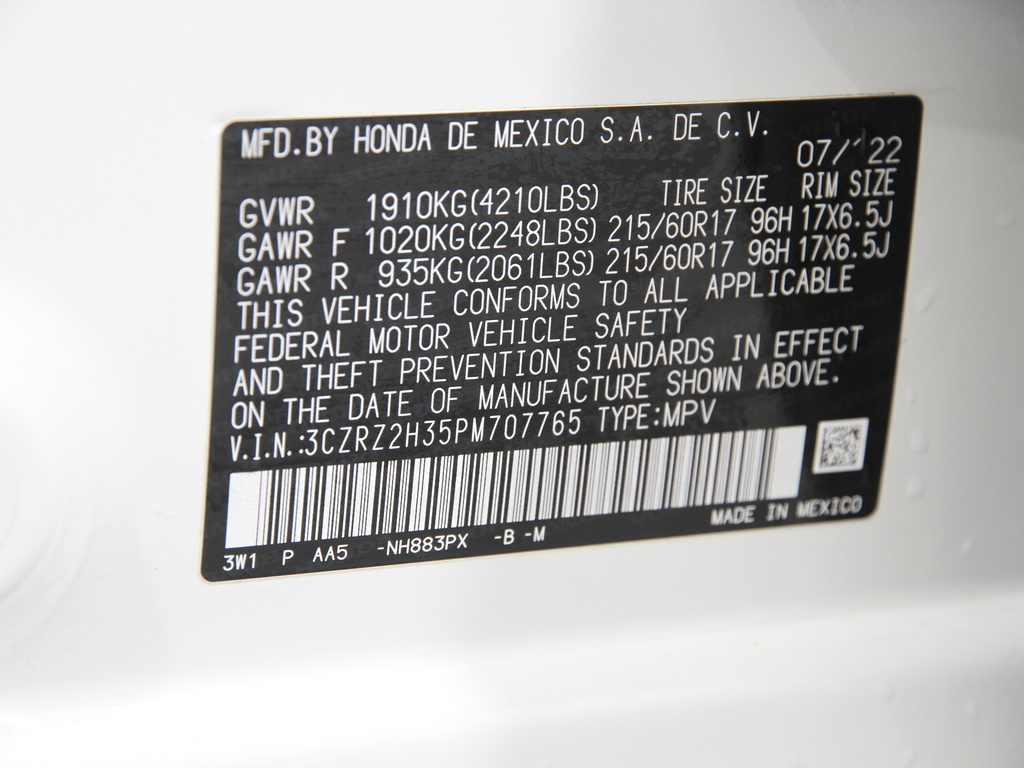 MFD.BY HONDA DE MEXICO S.A. DE C.V.
07/'22
GVWR 1910KG(4210LBS) TIRE SIZE RIM SIZE
GAWR F 1020KG(2248LBS) 215/60R17 96H 17X6.5J
GAWR R 935KG(2061LBS) 215/60R17 96H 17X6.5J
THIS VEHICLE CONFORMS TO ALL APPLICABLE
FEDERAL MOTOR VEHICLE SAFETY
AND THEFT PREVENTION STANDARDS IN EFFECT
ON THE DATE OF MANUFACTURE SHOWN ABOVE.
V.I.N.:3CZRZ2H35PM707765 TYPE:MPV
MADE IN MEXICO
3W1 P AA5 -NH883PX -B -M